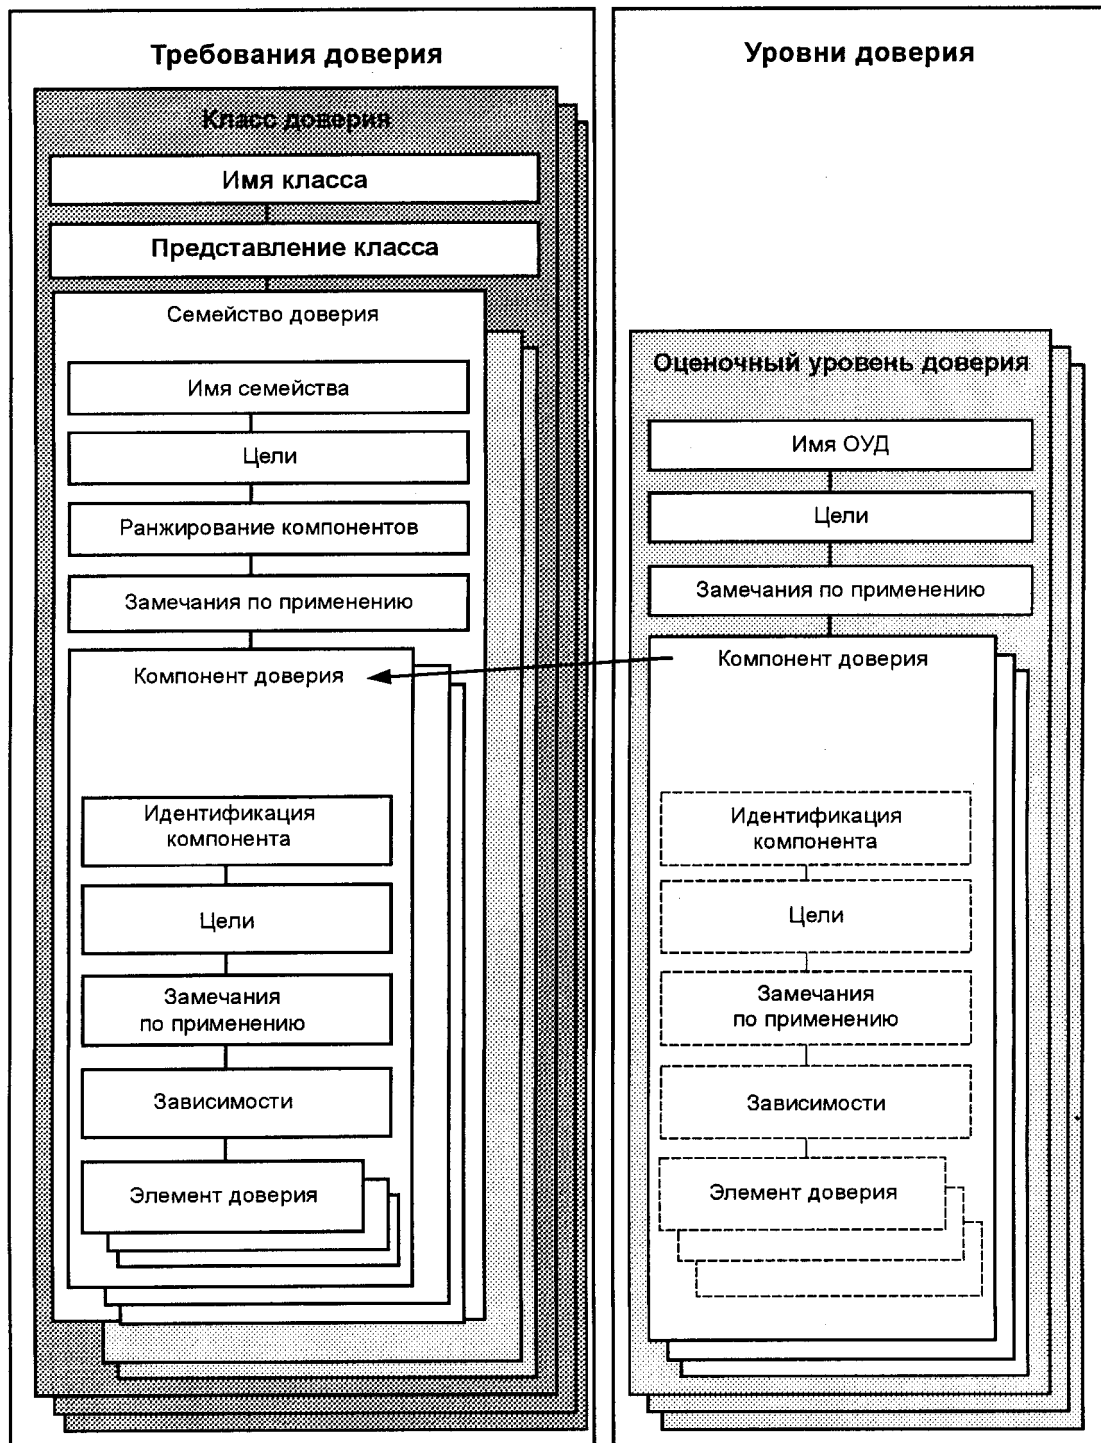 Требования доверия
Класс доверия
Имя класса
Представление класса
Семейство доверия
Имя семейства
Цели
Ранжирование компонентов
Замечания по применению
Компонент доверия
Идентификация
компонента
Цели
Замечания
по применению
Зависимости
Элемент доверия
Уровни доверия
Оценочный уровень доверия
Имя ОУД
Цели
Замечания по применению
Компонент доверия
Идентификация
компонента
Цели
Замечания
по применению
Зависимости
Элемент доверия